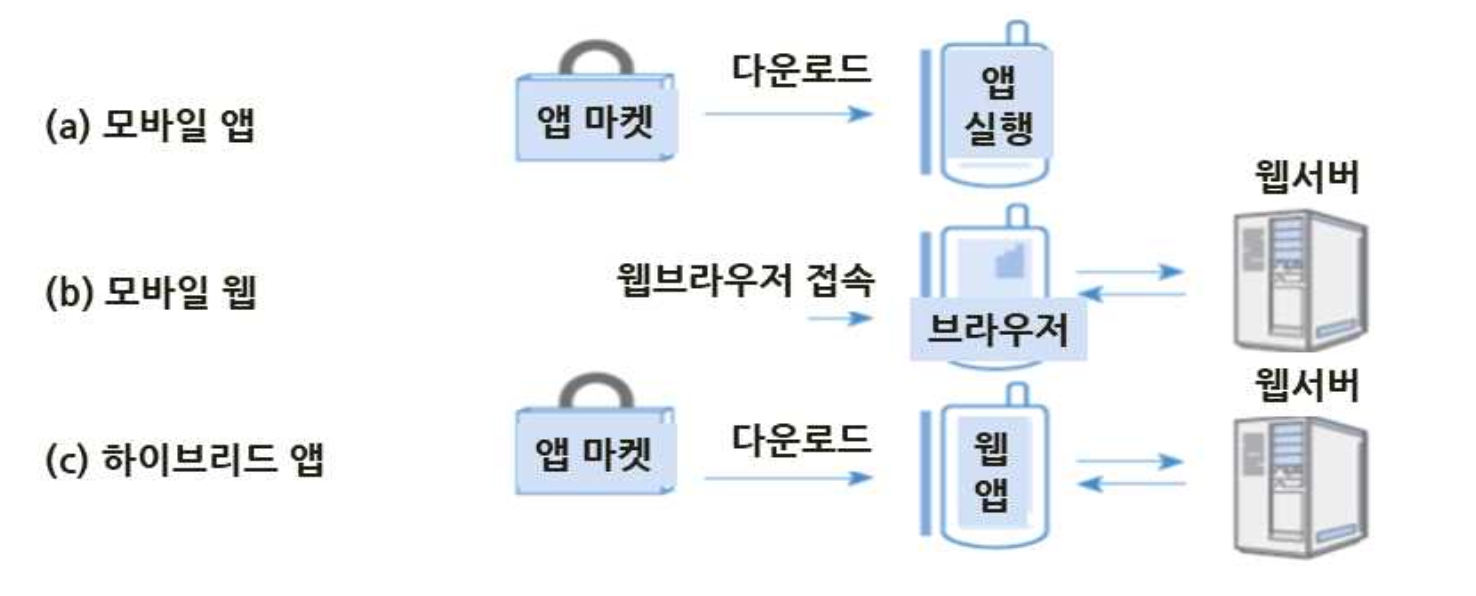 (a) 모바일 앱
앱 마켓
다운로드
앱
실행
(b) 모바일 웹
웹브라우저 접속
브라우저
웹서버
(c) 하이브리드 앱
앱 마켓
다운로드
웹
앱
웹서버